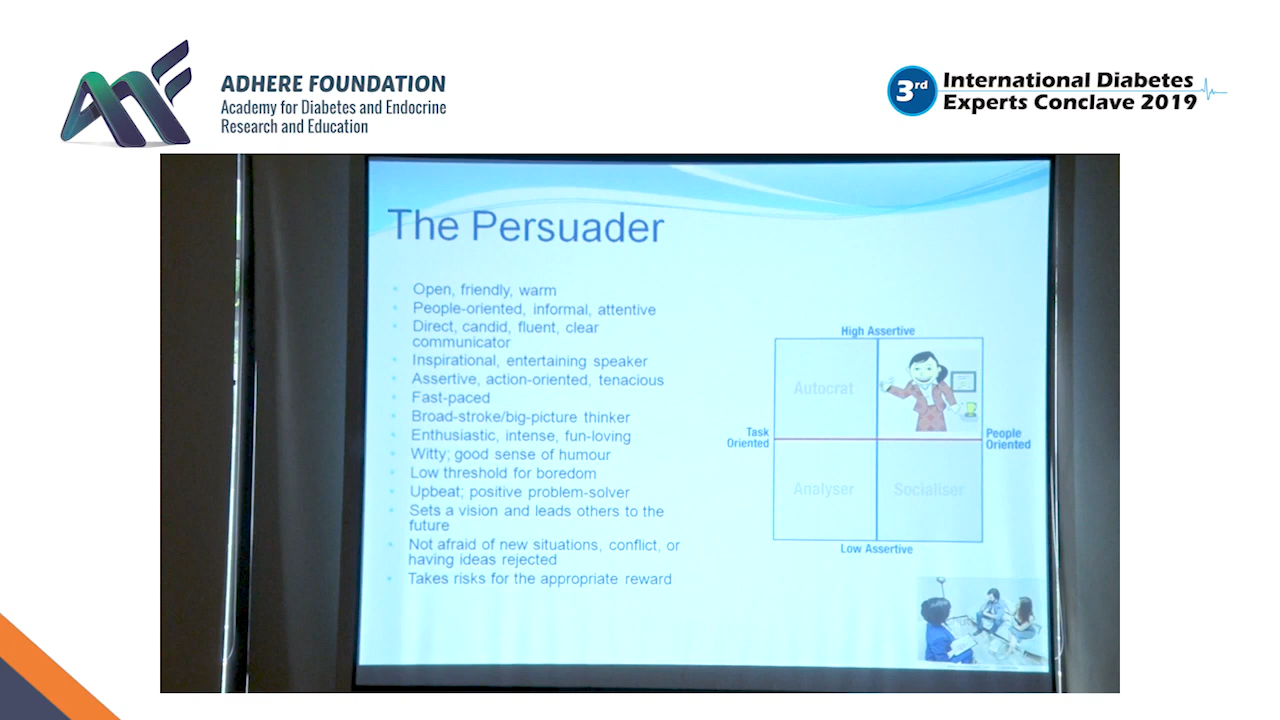 ADHERE FOUNDATION
Academy for Diabetes and Endocrine
Research and Education
3rd
International Diabetes
Experts Conclave 2019
The Persuader
Open, friendly, warm
People-oriented, informal, attentive
Direct, candid, fluent, clear
communicator
Inspirational, entertaining speaker
Assertive, action-oriented, tenacious
Fast-paced
Broad-stroke/big-picture thinker
Enthusiastic, intense, fun-loving
Witty; good sense of humour
Low threshold for boredom
Upbeat; positive problem-solver
Sets a vision and leads others to the
future
Not afraid of new situations, conflict, or
having ideas rejected
Takes risks for the appropriate reward
High Assertive
Autocrat
Task
Oriented
People
Oriented
Analyser
Socialiser
Low Assertive